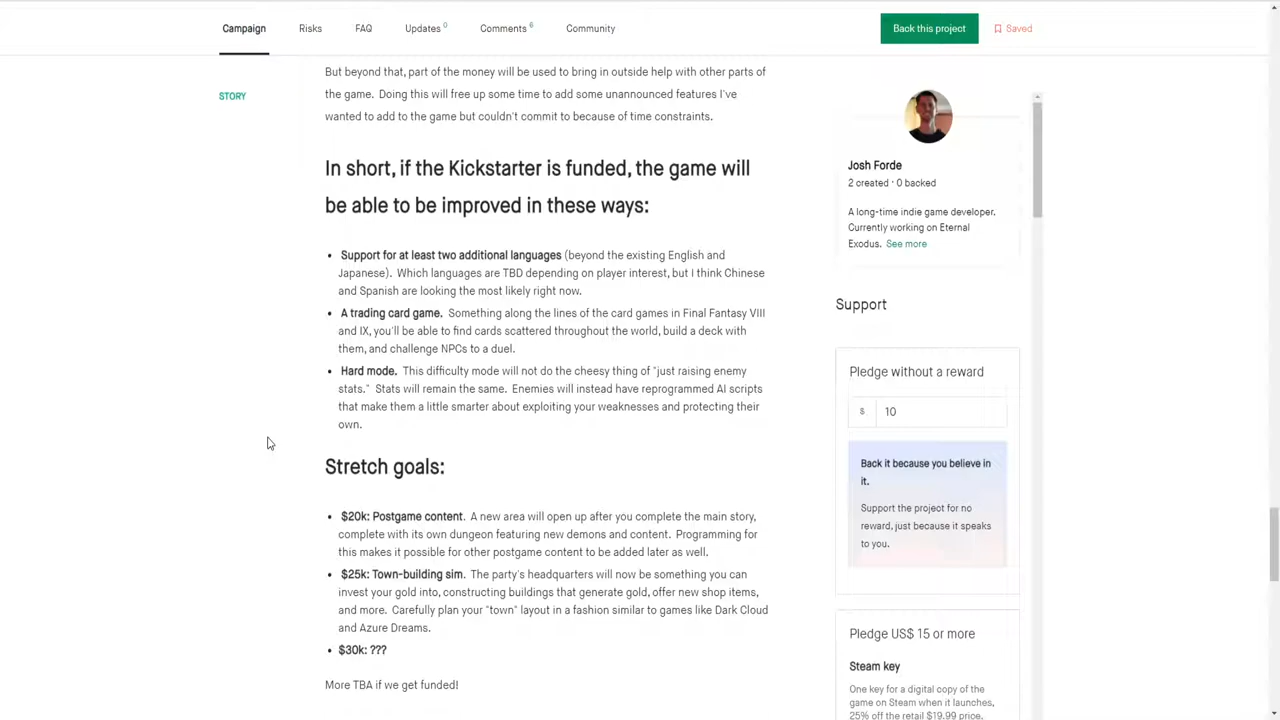 Campaign
Risks
FAQ
Updates 0
Comments 6
Community
Back this project
Saved
STORY
But beyond that, part of the money will be used to bring in outside help with other parts of
the game. Doing this will free up some time to add some unannounced features I've
wanted to add to the game but couldn't commit to because of time constraints.
In short, if the Kickstarter is funded, the game will
be able to be improved in these ways:
• Support for at least two additional languages (beyond the existing English and
Japanese). Which languages are TBD depending on player interest, but I think Chinese
and Spanish are looking the most likely right now.
• A trading card game. Something along the lines of the card games in Final Fantasy VIII
and IX, you'll be able to find cards scattered throughout the world, build a deck with
them, and challenge NPCs to a duel.
• Hard mode. This difficulty mode will not do the cheesy thing of "just raising enemy
stats." Stats will remain the same. Enemies will instead have reprogrammed AI scripts
that make them a little smarter about exploiting your weaknesses and protecting their
own.
Stretch goals:
• $20k: Postgame content. A new area will open up after you complete the main story,
complete with its own dungeon featuring new demons and content. Programming for
this makes it possible for other postgame content to be added later as well.
• $25k: Town-building sim. The party's headquarters will now be something you can
invest your gold into, constructing buildings that generate gold, offer new shop items,
and more. Carefully plan your "town" layout in a fashion similar to games like Dark Cloud
and Azure Dreams.
• $30k: ???
More TBA if we get funded!
Josh Forde
2 created · 0 backed
A long-time indie game developer.
Currently working on Eternal
Exodus. See more
Support
Pledge without a reward
$ 10
Back it because you believe in
it.
Support the project for no
reward, just because it speaks
to you.
Pledge US$ 15 or more
Steam key
One key for a digital copy of the
game on Steam when it launches,
25% off the retail $19.99 price.